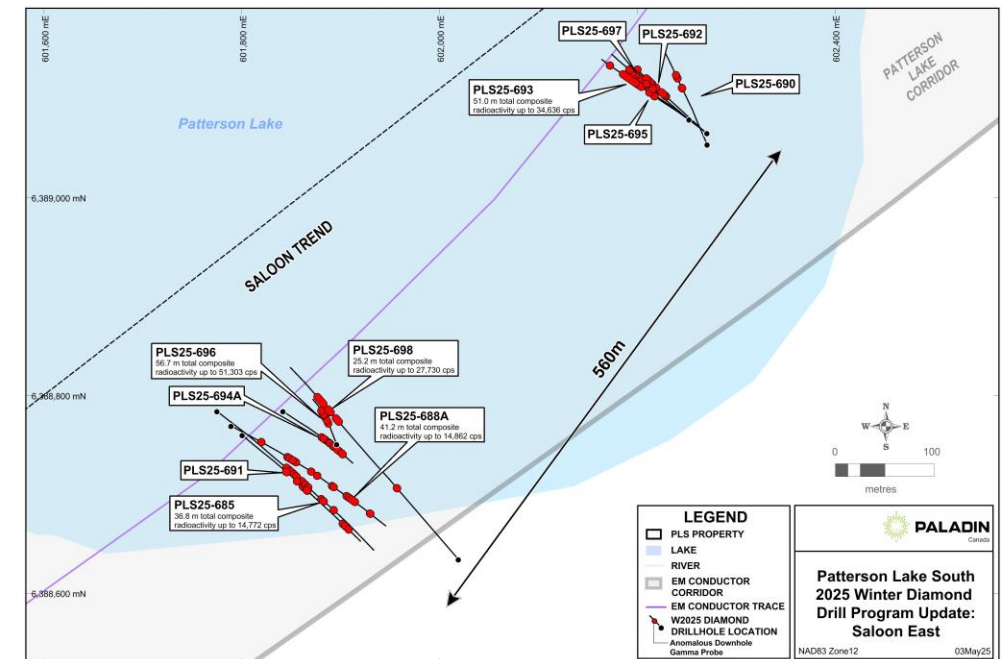 601,600 mE
601,800 mE
602,000 mE
602,400 mE
PLS25-697
PLS25-692
PATTERSON
LAKE
CORRIDOR
PLS25-690
PLS25-693
51.0 m total composite
radioactivity up to 34,636 cps
PLS25-695
Patterson Lake
6,389,000 mN
SALOON TREND
560m
PLS25-696
56.7 m total composite
radioactivity up to 51,303 cps
PLS25-698
25.2 m total composite
radioactivity up to 27,730 cps
6,388,800 mN
PLS25-694A
PLS25-688A
41.2 m total composite
radioactivity up to 14,862 cps
PLS25-691
PLS25-685
36.8 m total composite
radioactivity up to 14,772 cps
6,388,600 mN
N
W E
S
0 100
metres
LEGEND
PLS PROPERTY
LAKE
RIVER
EM CONDUCTOR
CORRIDOR
EM CONDUCTOR TRACE
W2025 DIAMOND
DRILLHOLE LOCATION
Anomalous Downhole
Gamma Probe
PALADIN
Canada
Patterson Lake South
2025 Winter Diamond
Drill Program Update:
Saloon East
NAD83 Zone12 03May25